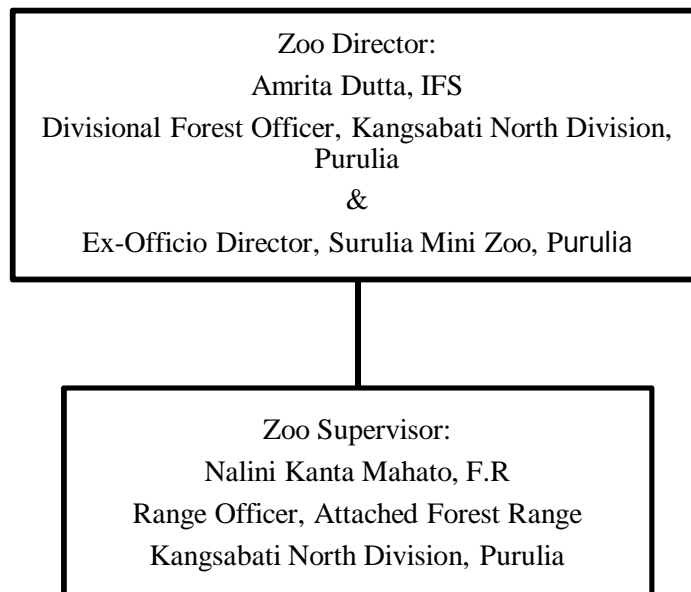 Zoo Director:
Amrita Dutta, IFS
Divisional Forest Officer, Kangsabati North Division,
Purulia
&
Ex-Officio Director, Surulia Mini Zoo, Purulia
Zoo Supervisor:
Nalini Kanta Mahato, F.R
Range Officer, Attached Forest Range
Kangsabati North Division, Purulia